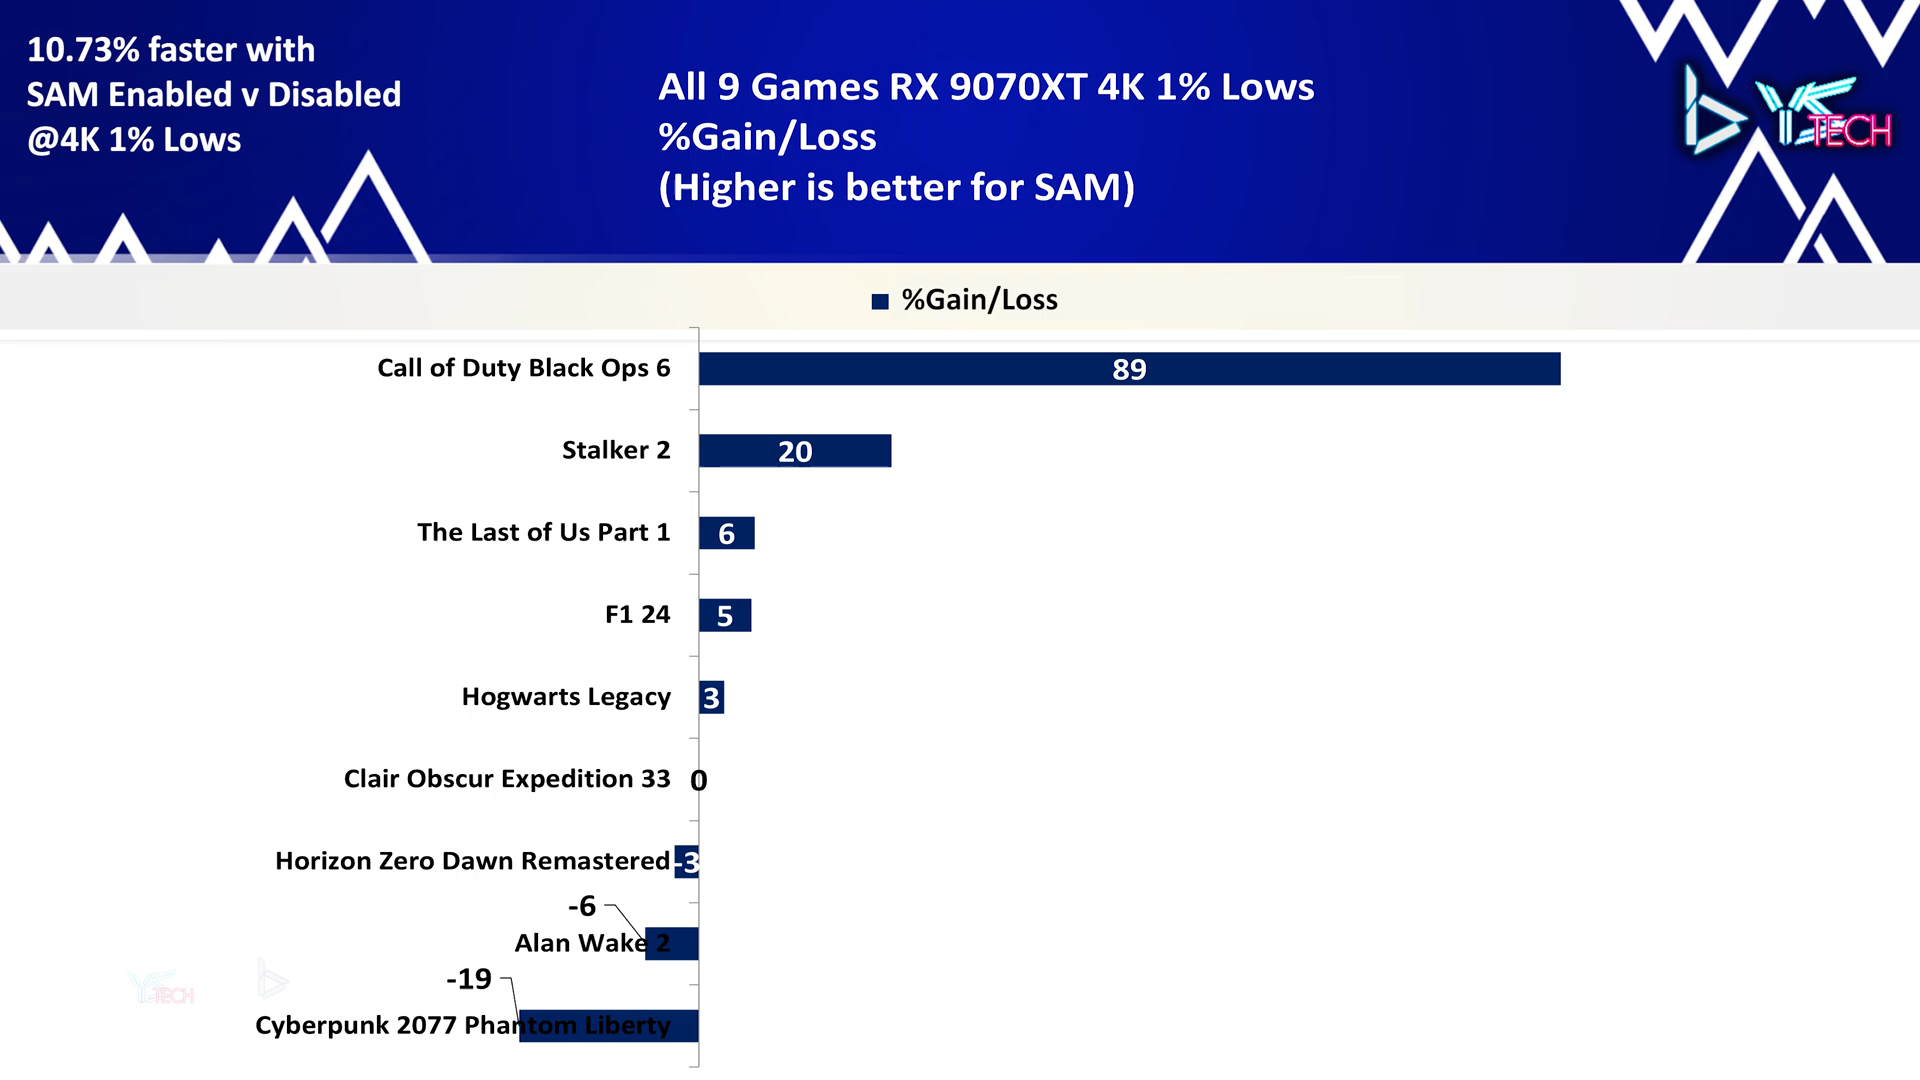 10.73% faster with
SAM Enabled v Disabled
@4K 1% Lows
All 9 Games RX 9070XT 4K 1% Lows
%Gain/Loss
(Higher is better for SAM)
YK TECH
%Gain/Loss
Call of Duty Black Ops 6 89
Stalker 2 20
The Last of Us Part 1 6
F1 24 5
Hogwarts Legacy 3
Clair Obscur Expedition 33 0
Horizon Zero Dawn Remastered -3
-6
Alan Wake 2
-19
Cyberpunk 2077 Phantom Liberty
TECH